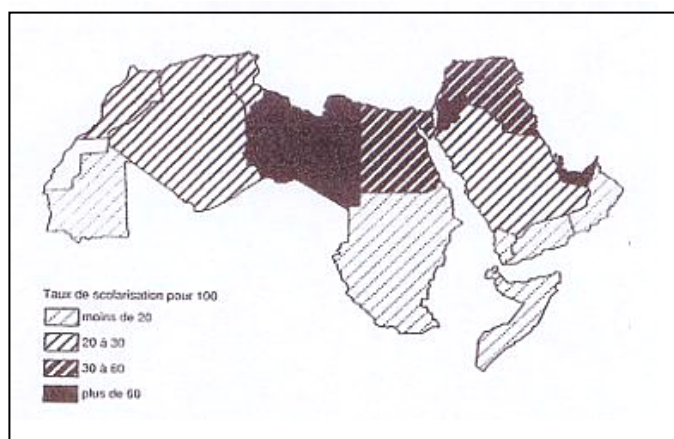 Taux de scolarisation pour 100
moins de 20
20 à 30
30 à 60
plus de 60